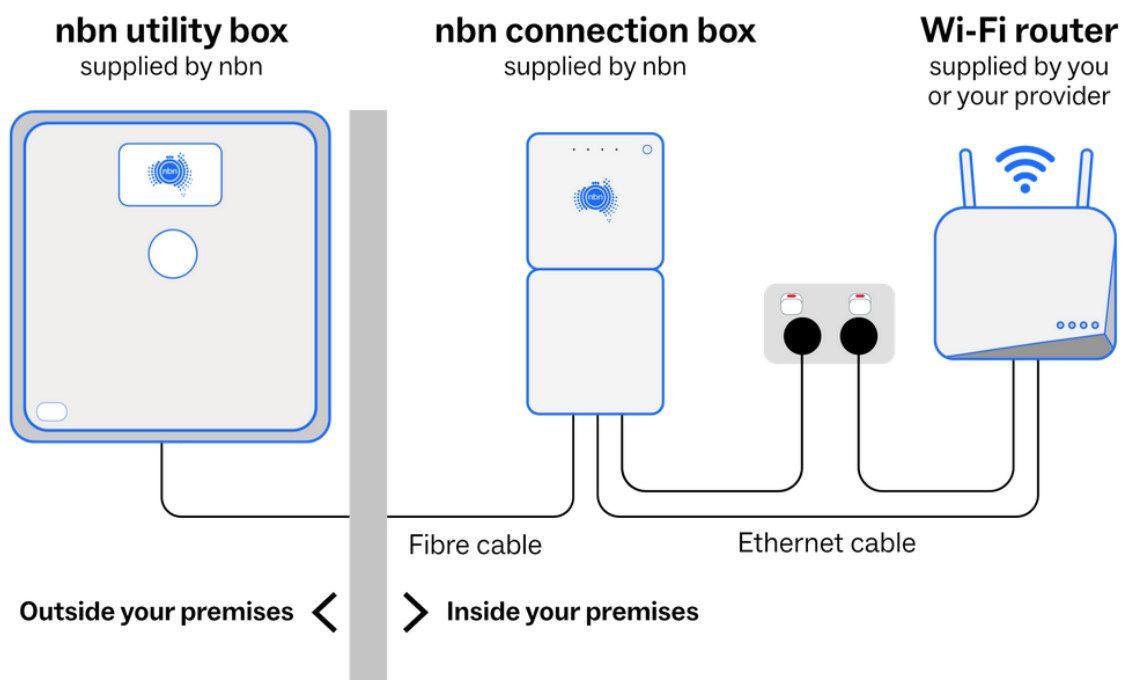 nbn utility box
supplied by nbn
nbn connection box
supplied by nbn
Wi-Fi router
supplied by you
or your provider
nbn
nbn
Fibre cable
Ethernet cable
Outside your premises
Inside your premises